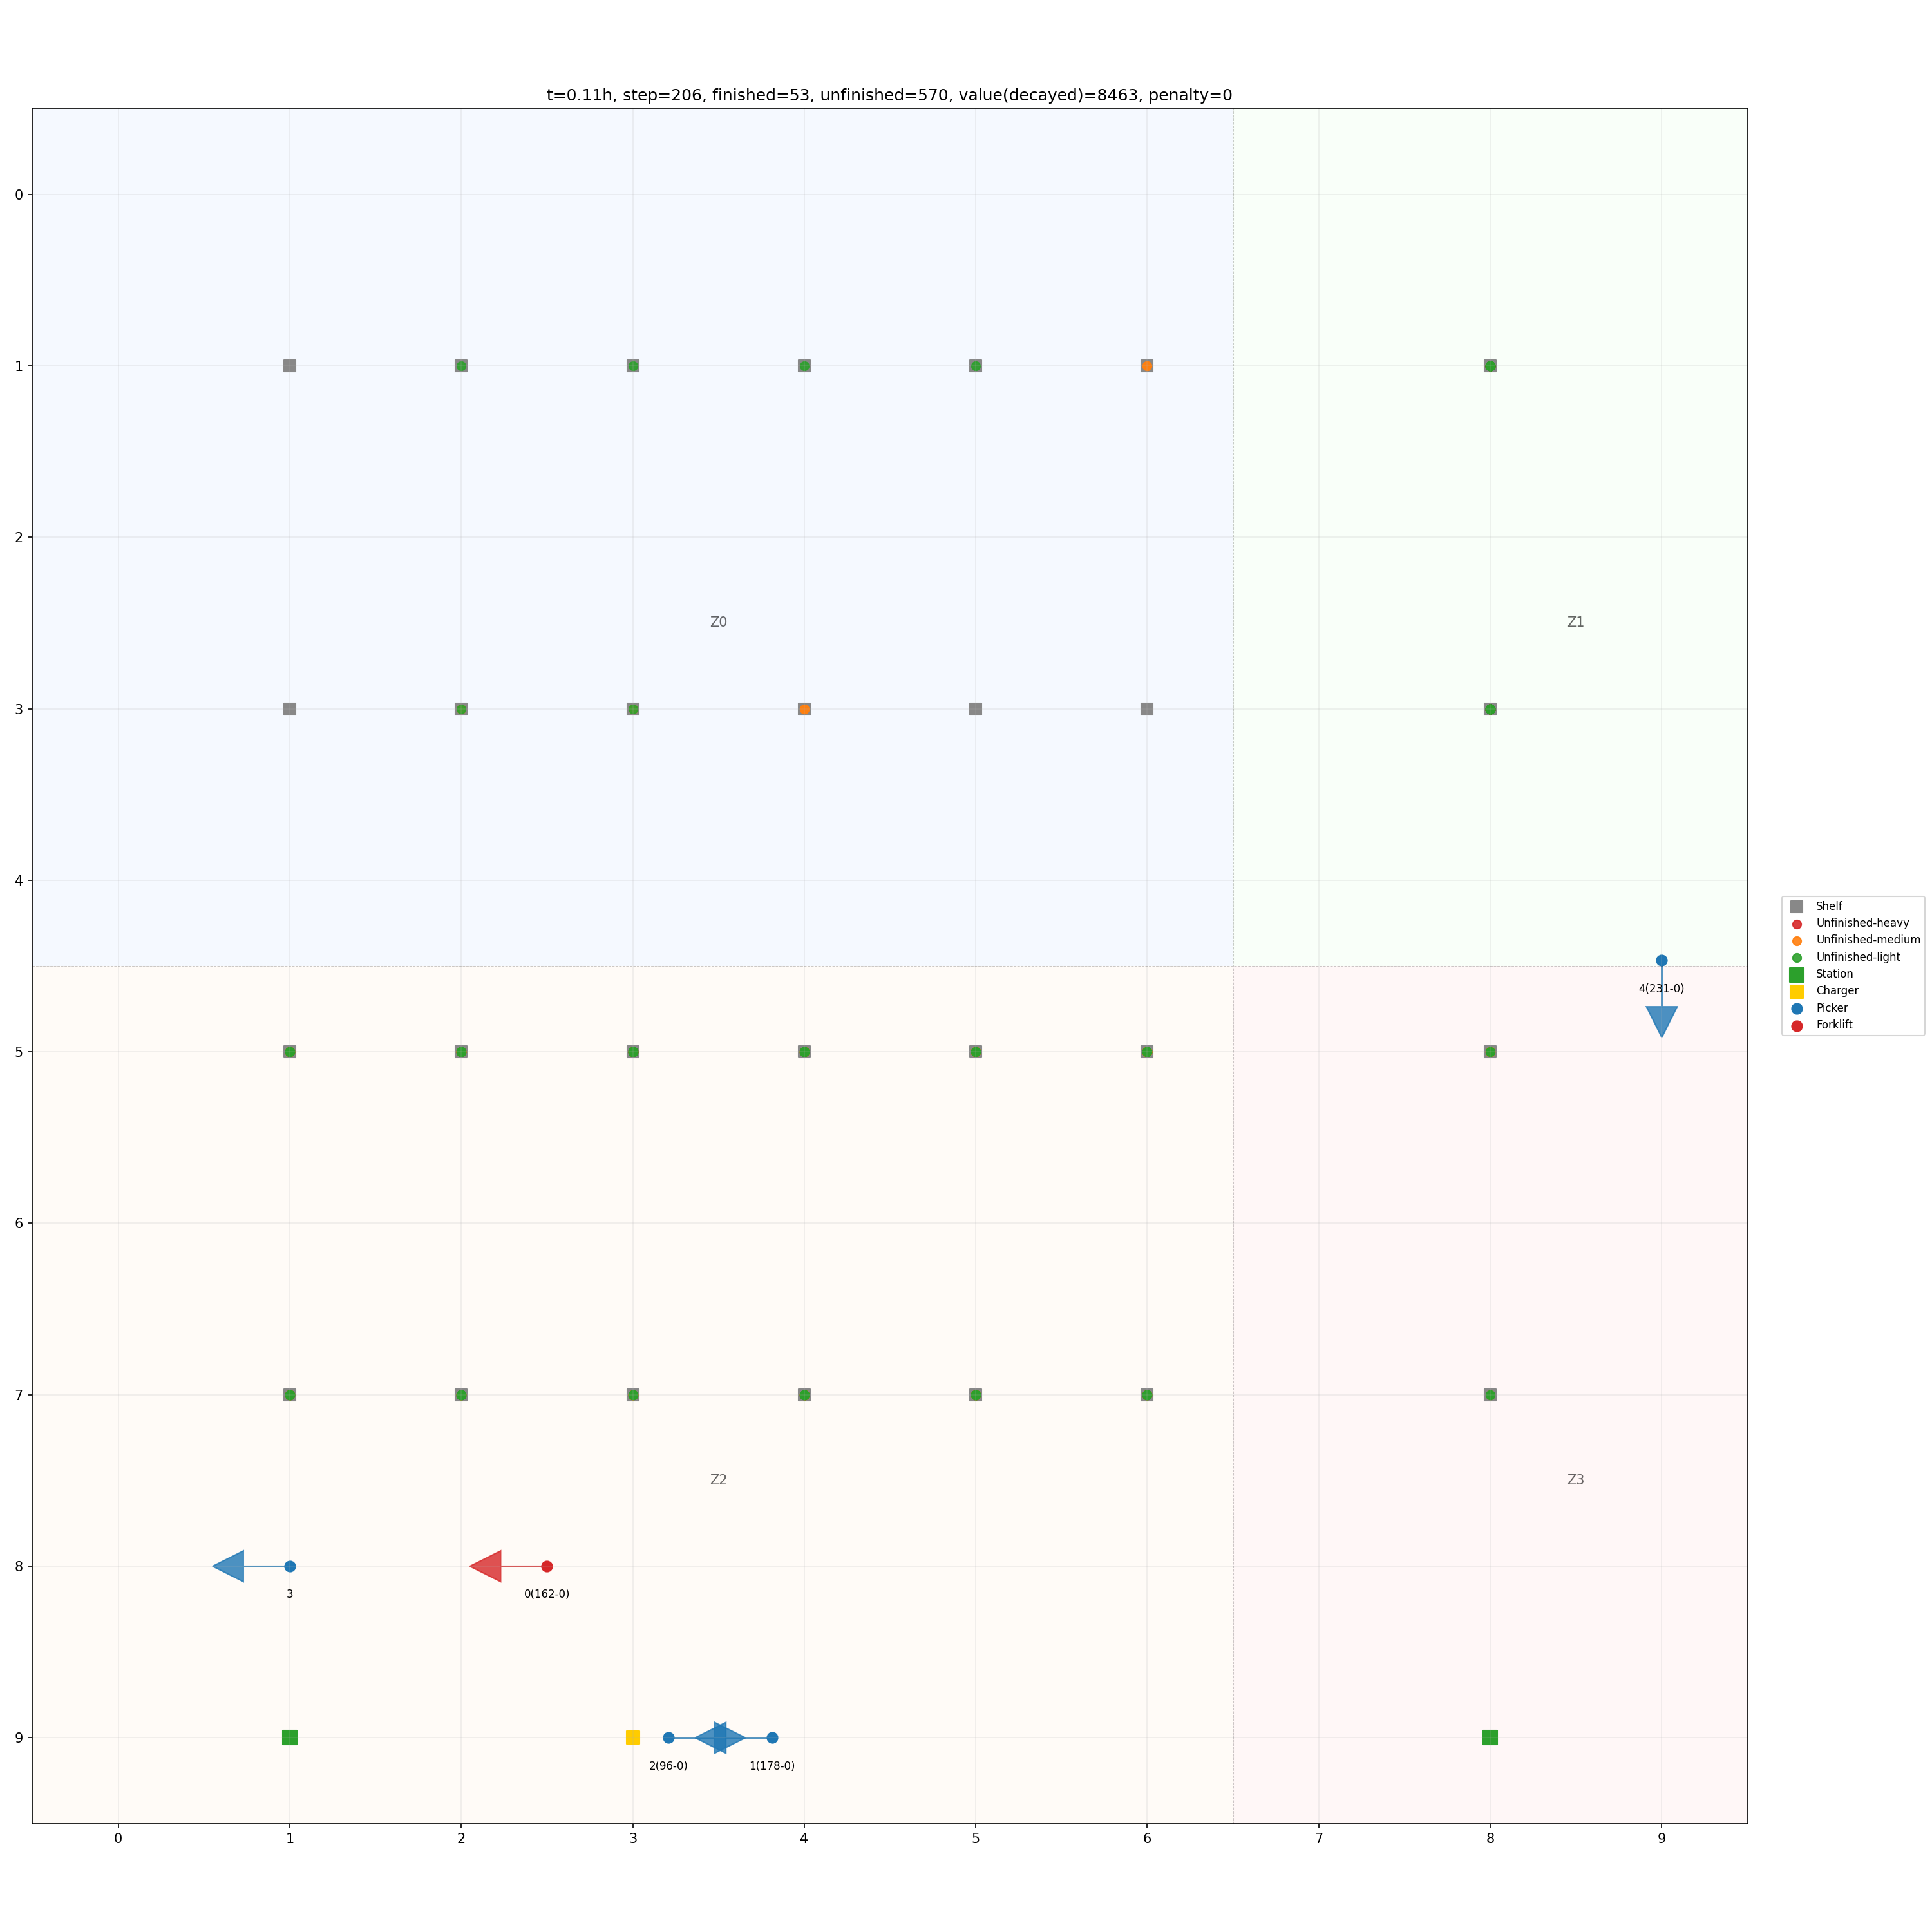 t=0.11h, step=206, finished=53, unfinished=570, value(decayed)=8463, penalty=0
0
1
2
3
4
5
6
7
8
9
Z0
Z1
4(231-0)
Z2
Z3
3
0(162-0)
2(96-0)
1(178-0)
0 1 2 3 4 5 6 7 8 9
Shelf
Unfinished-heavy
Unfinished-medium
Unfinished-light
Station
Charger
Picker
Forklift